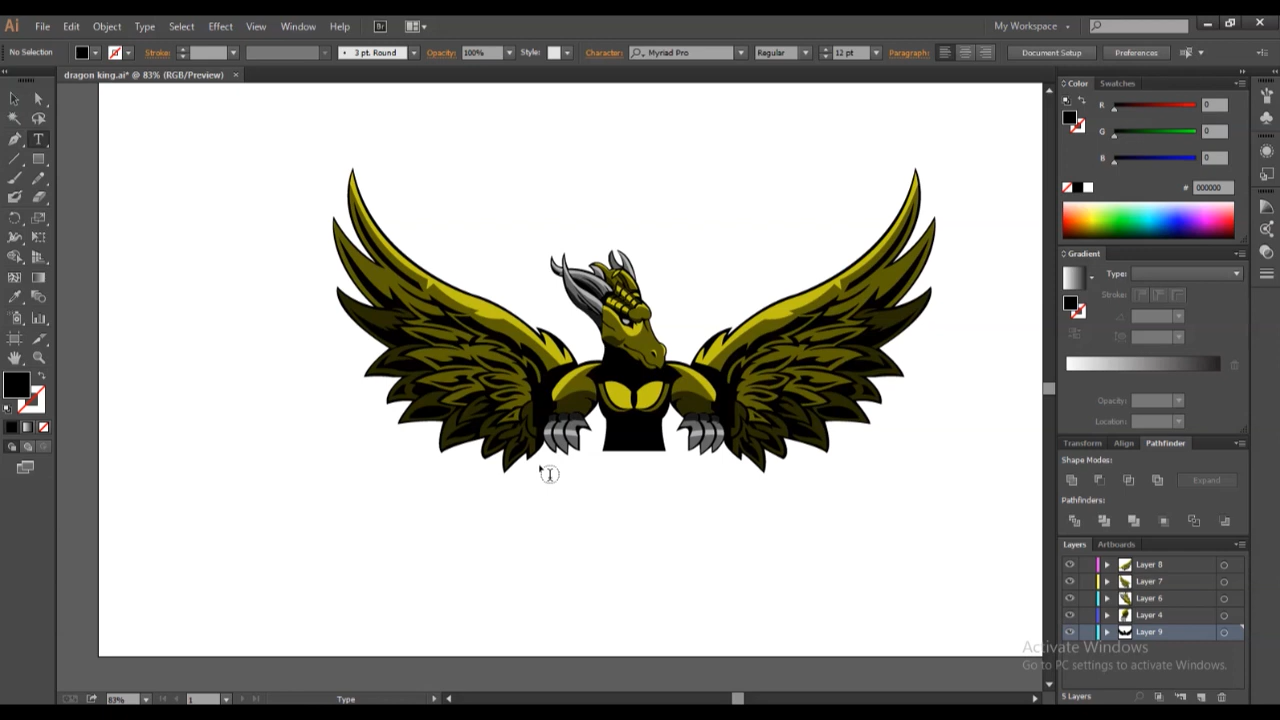 Ai File Edit Object Type Select Effect View Window Help Br My Workspace
No Selection Stroke: 3 pt. Round Opacity: 100% Style: Character: Myriad Pro Regular 12 pt Paragraph: Document Setup Preferences
dragon king.ai* @ 83% (RGB/Preview) ×
Color Swatches
R 0
G 0
B 0
# 000000
Gradient
Type:
Stroke:
Opacity:
Location:
Transform Align Pathfinder
Shape Modes:
Expand
Pathfinders:
Layers Artboards
Layer 8
Layer 7
Layer 6
Layer 4
Layer 9
Activate Windows
Go to PC settings to activate Windows.
5 Layers
83% 1 Type